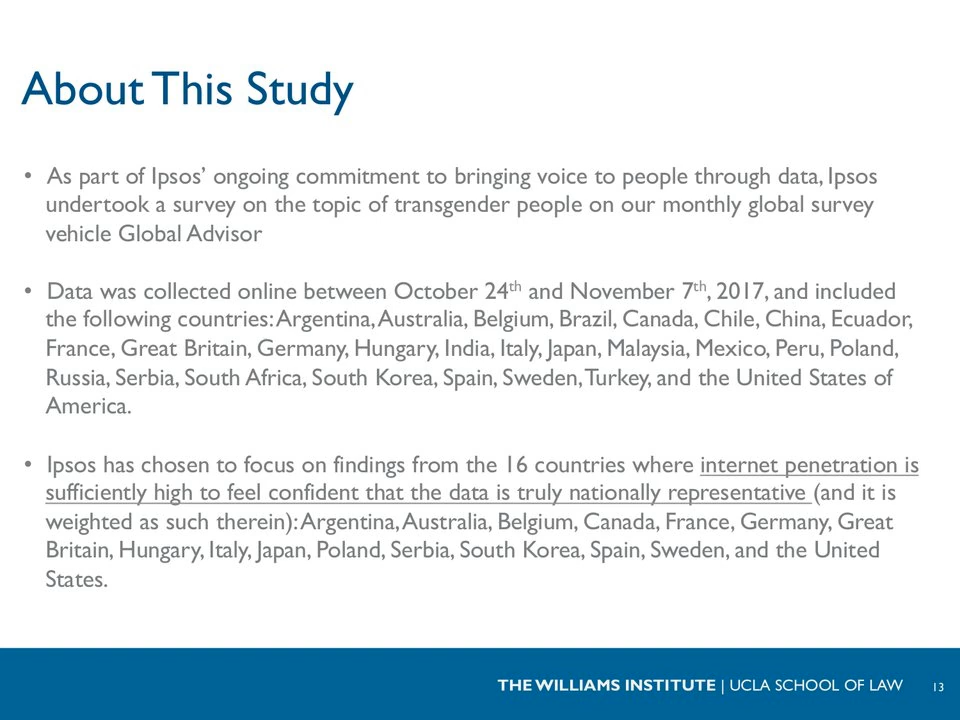 About This Study
• As part of Ipsos’ ongoing commitment to bringing voice to people through data, Ipsos
undertook a survey on the topic of transgender people on our monthly global survey
vehicle Global Advisor
• Data was collected online between October 24th and November 7th, 2017, and included
the following countries: Argentina, Australia, Belgium, Brazil, Canada, Chile, China, Ecuador,
France, Great Britain, Germany, Hungary, India, Italy, Japan, Malaysia, Mexico, Peru, Poland,
Russia, Serbia, South Africa, South Korea, Spain, Sweden, Turkey, and the United States of
America.
• Ipsos has chosen to focus on findings from the 16 countries where internet penetration is
sufficiently high to feel confident that the data is truly nationally representative (and it is
weighted as such therein): Argentina, Australia, Belgium, Canada, France, Germany, Great
Britain, Hungary, Italy, Japan, Poland, Serbia, South Korea, Spain, Sweden, and the United
States.
THE WILLIAMS INSTITUTE | UCLA SCHOOL OF LAW 13